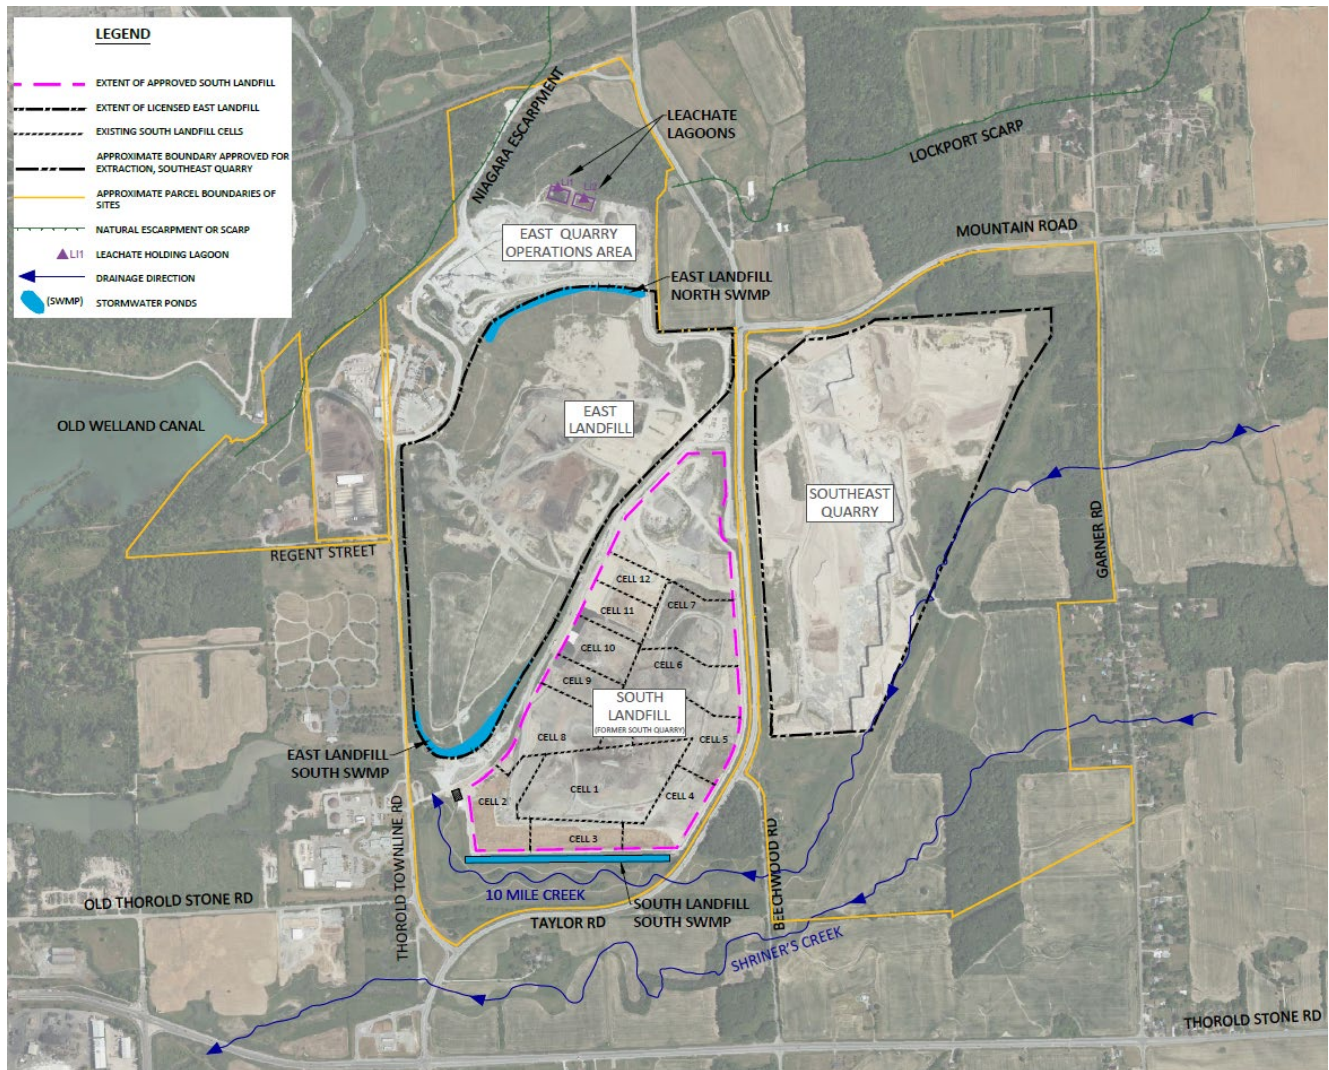 LEGEND
EXTENT OF APPROVED SOUTH LANDFILL
EXTENT OF LICENSED EAST LANDFILL
EXISTING SOUTH LANDFILL CELLS
APPROXIMATE BOUNDARY APPROVED FOR
EXTRACTION, SOUTHEAST QUARRY
APPROXIMATE PARCEL BOUNDARIES OF
SITES
NATURAL ESCARPMENT OR SCARP
LI1 LEACHATE HOLDING LAGOON
DRAINAGE DIRECTION
(SWMP) STORMWATER PONDS
NIAGARA ESCARPMENT
LEACHATE
LAGOONS
LI1
LI2
LOCKPORT SCARP
MOUNTAIN ROAD
EAST QUARRY
OPERATIONS AREA
EAST LANDFILL
NORTH SWMP
OLD WELLAND CANAL
EAST
LANDFILL
SOUTHEAST
QUARRY
REGENT STREET
GARNER RD
CELL 12
CELL 11
CELL 7
CELL 10
CELL 6
CELL 9
SOUTH
LANDFILL
(FORMER SOUTH QUARRY)
CELL 8
CELL 5
EAST LANDFILL
SOUTH SWMP
CELL 2
CELL 1
CELL 4
CELL 3
THOROLD TOWNLINE RD
BEECHWOOD RD
10 MILE CREEK
OLD THOROLD STONE RD
TAYLOR RD
SOUTH LANDFILL
SOUTH SWMP
SHRINER'S CREEK
THOROLD STONE RD